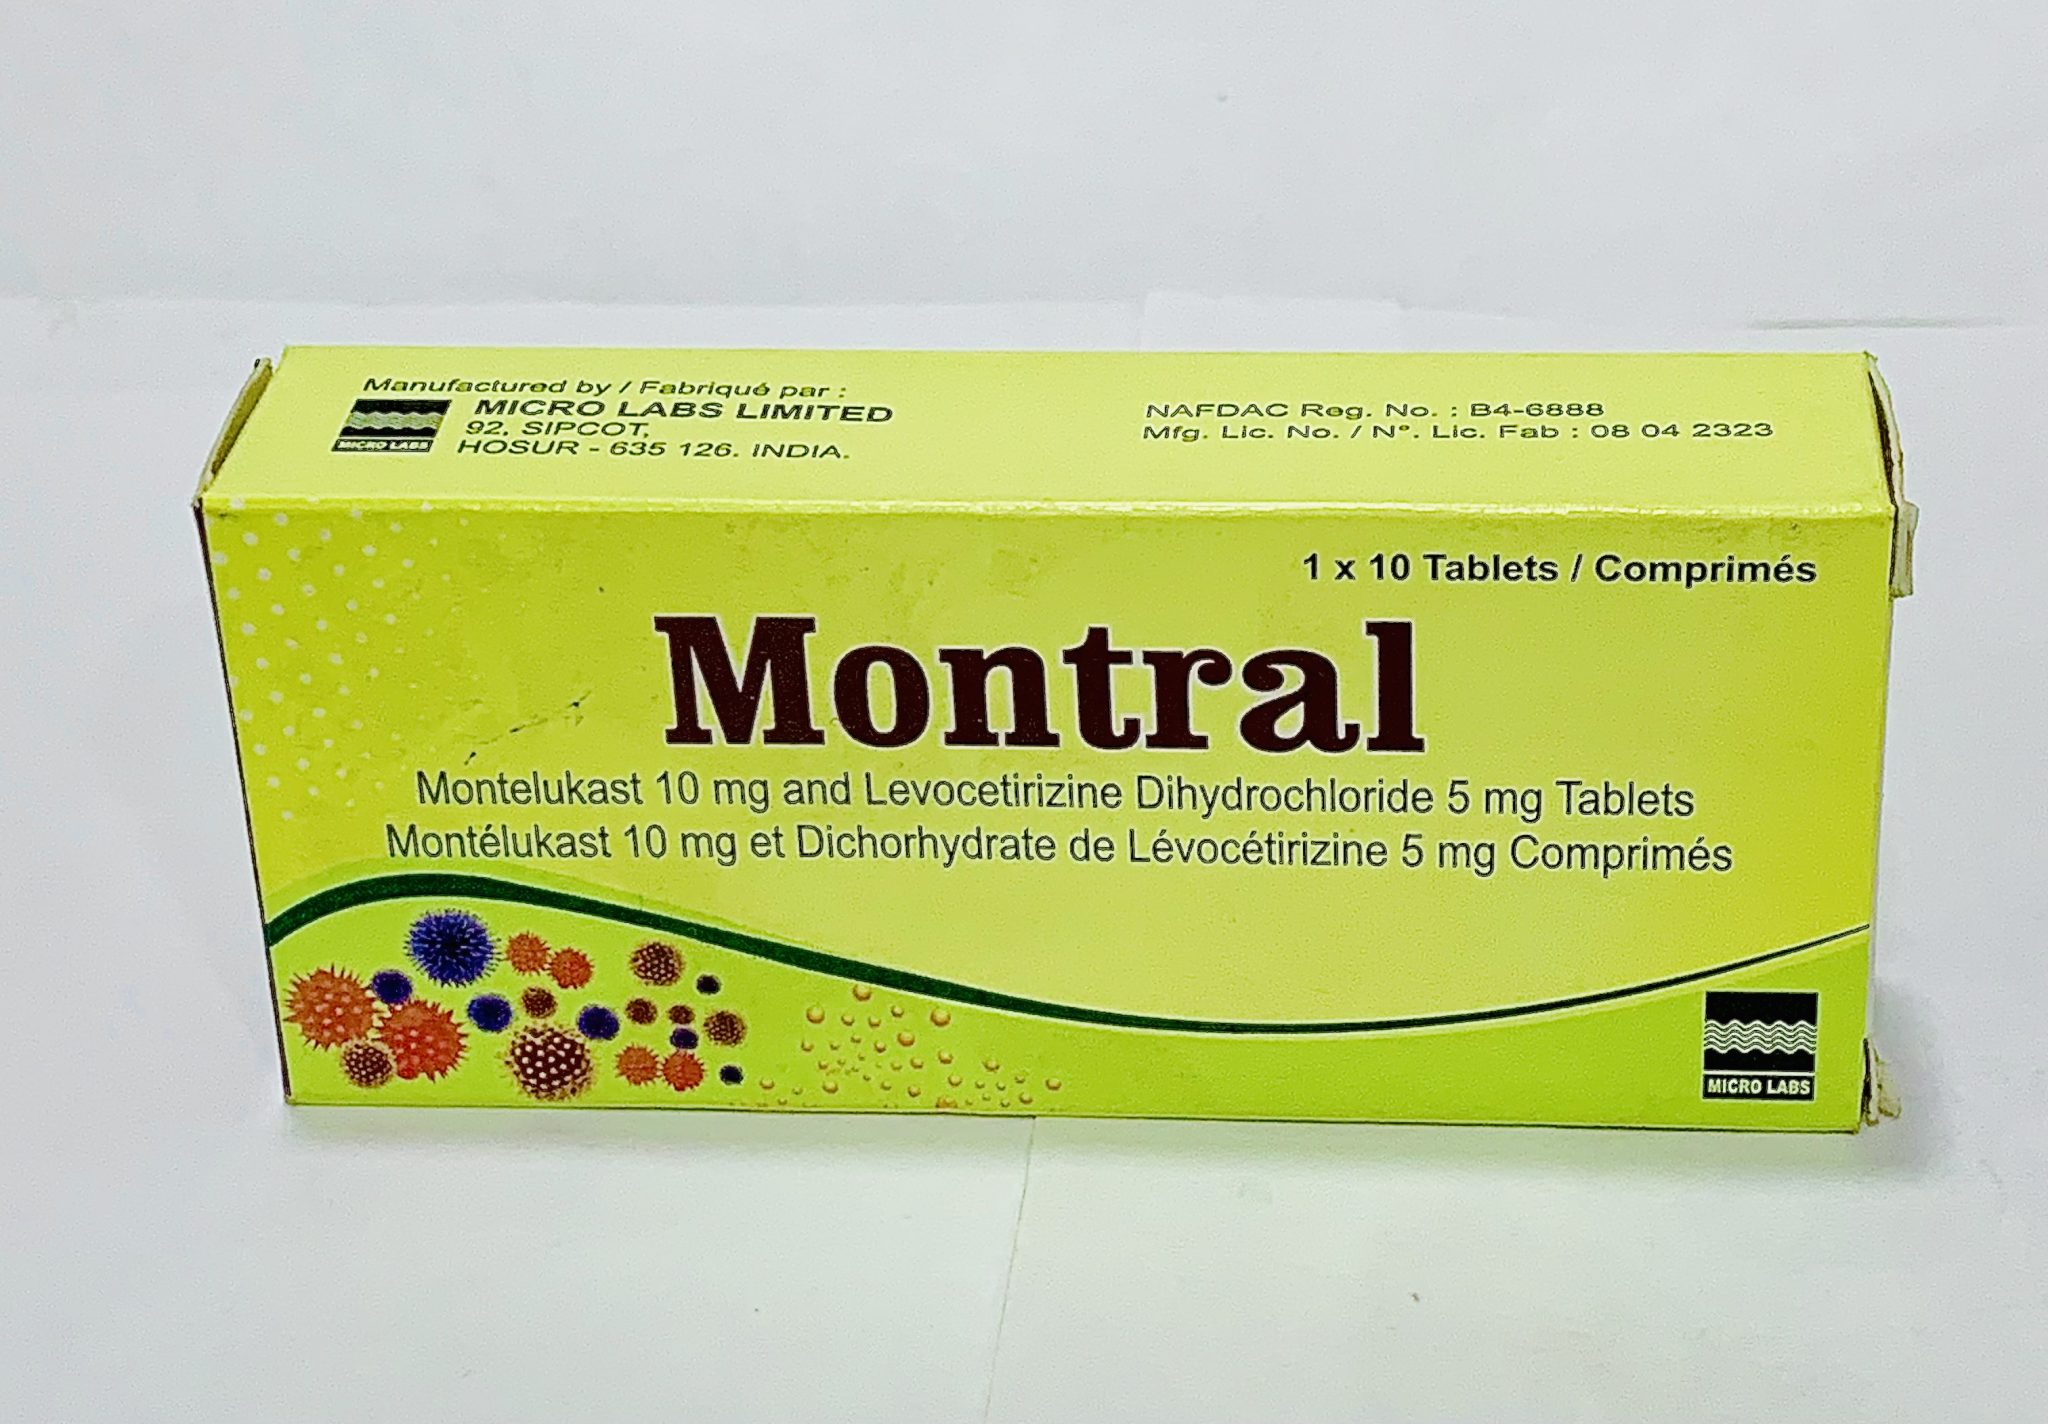 Manufactured by / Fabriqué par :
MICRO LABS LIMITED
92, SIPCOT,
HOSUR - 635 126. INDIA.
MICRO LABS
NAFDAC Reg. No. : B4-6888
Mfg. Lic. No. / N°. Lic. Fab : 08 04 2323
1 x 10 Tablets / Comprimés
Montral
Montelukast 10 mg and Levocetirizine Dihydrochloride 5 mg Tablets
Montélukast 10 mg et Dichorhydrate de Lévocétirizine 5 mg Comprimés
MICRO LABS